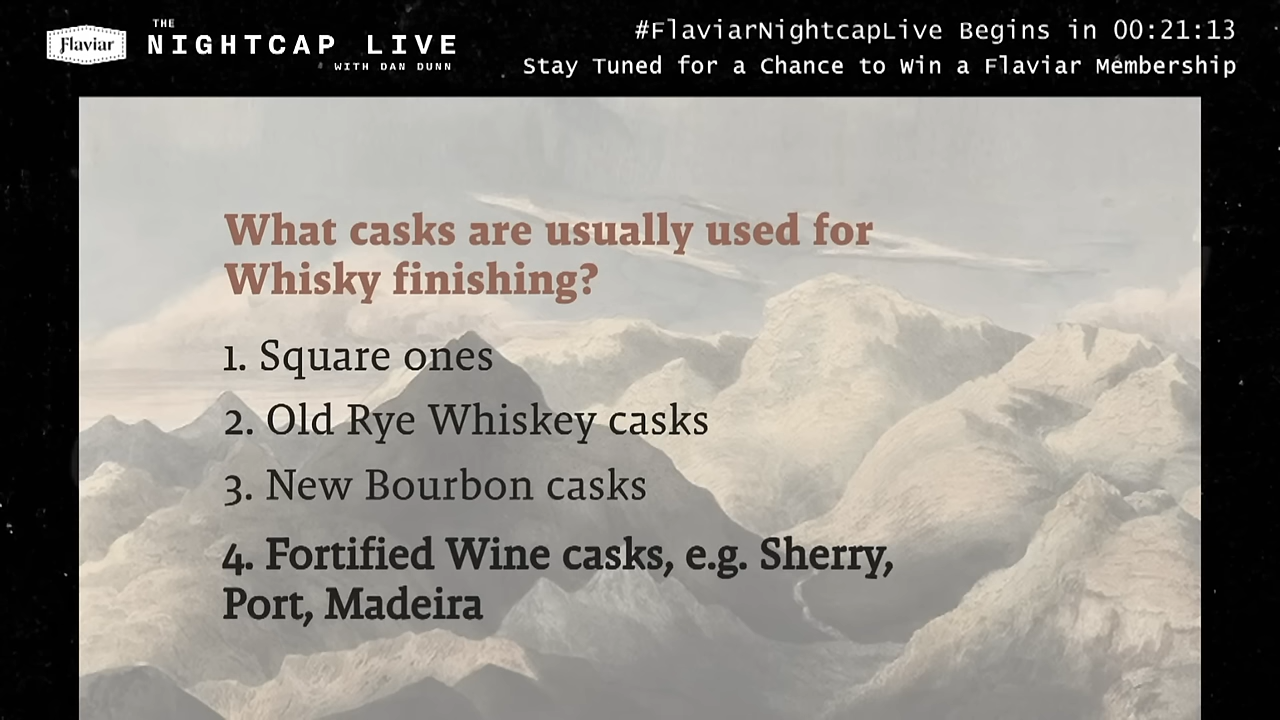 Flaviar
THE
NIGHTCAP LIVE
WITH DAN DUNN
#FlaviarNightcapLive Begins in 00:21:13
Stay Tuned for a Chance to Win a Flaviar Membership
What casks are usually used for
Whisky finishing?
1. Square ones
2. Old Rye Whiskey casks
3. New Bourbon casks
4. Fortified Wine casks, e.g. Sherry,
Port, Madeira